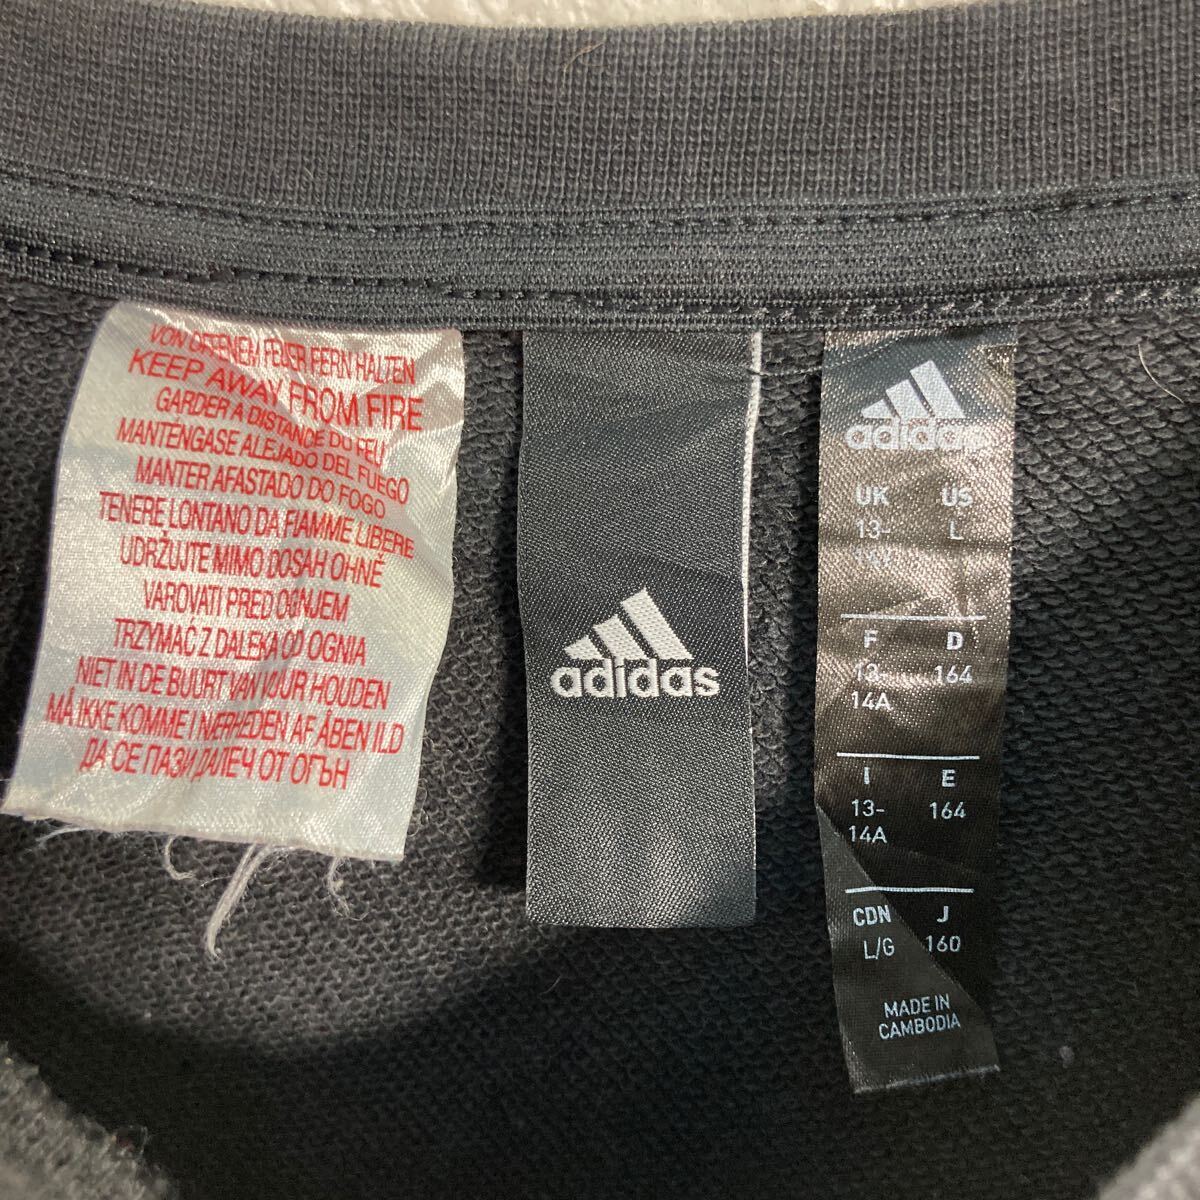 VON OFFENEM FEUER FERN HALTEN
KEEP AWAY FROM FIRE
GARDER A DISTANCE DU FEU
MANTÉNGASE ALEJADO DEL FUEGO
MANTER AFASTADO DO FOGO
TENERE LONTANO DA FIAMME LIBERE
UDRŽUJTE MIMO DOSAH OHNĚ
VAROVATI PRED OGNJEM
TRZYMAĆ Z DALEKA OD OGNIA
NIET IN DE BUURT VAN VUUR HOUDEN
MÅ IKKE KOMME I NÆRHEDEN AF ÅBEN ILD
ДА СЕ ПАЗИ ДАЛЕЧ ОТ ОГЪН
adidas
adidas
UK US
13- L
F D
13- 164
14A
I E
13- 164
14A
CDN J
L/G 160
MADE IN
CAMBODIA